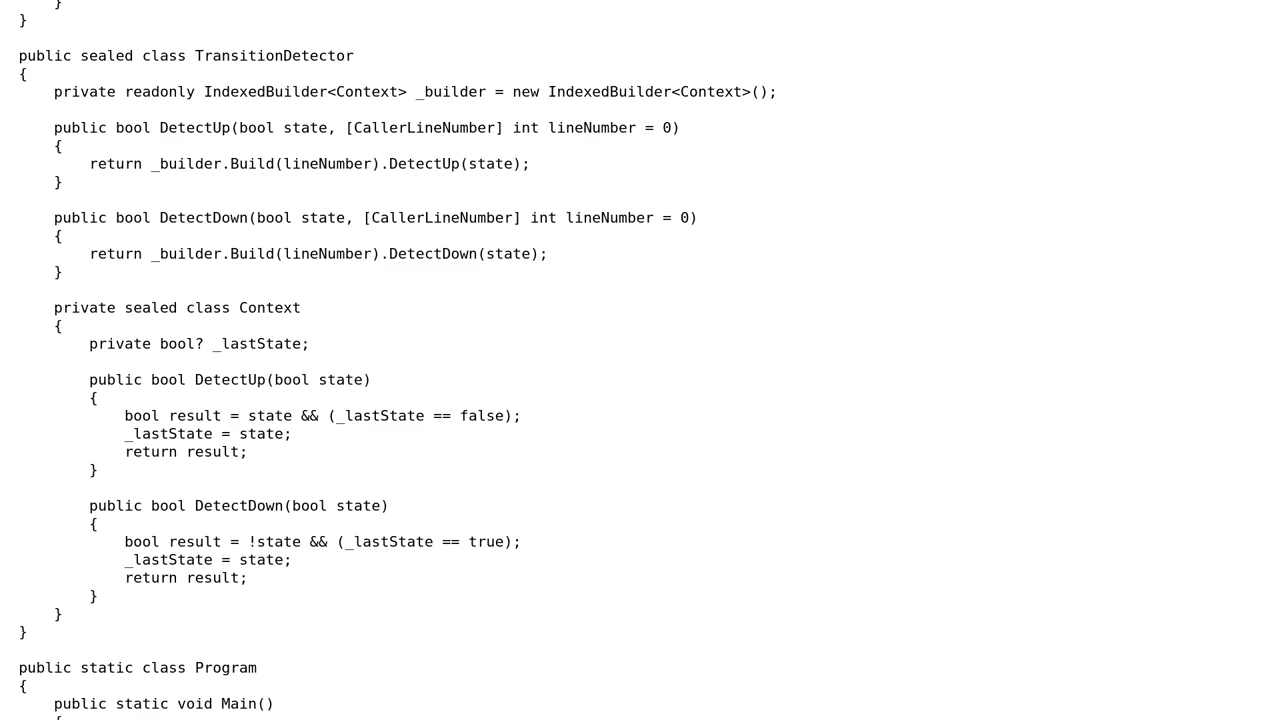 }
}
public sealed class TransitionDetector
{
private readonly IndexedBuilder<Context> _builder = new IndexedBuilder<Context>();
public bool DetectUp(bool state, [CallerLineNumber] int lineNumber = 0)
{
return _builder.Build(lineNumber).DetectUp(state);
}
public bool DetectDown(bool state, [CallerLineNumber] int lineNumber = 0)
{
return _builder.Build(lineNumber).DetectDown(state);
}
private sealed class Context
{
private bool? _lastState;
public bool DetectUp(bool state)
{
bool result = state && (_lastState == false);
_lastState = state;
return result;
}
public bool DetectDown(bool state)
{
bool result = !state && (_lastState == true);
_lastState = state;
return result;
}
}
}
public static class Program
{
public static void Main()
{